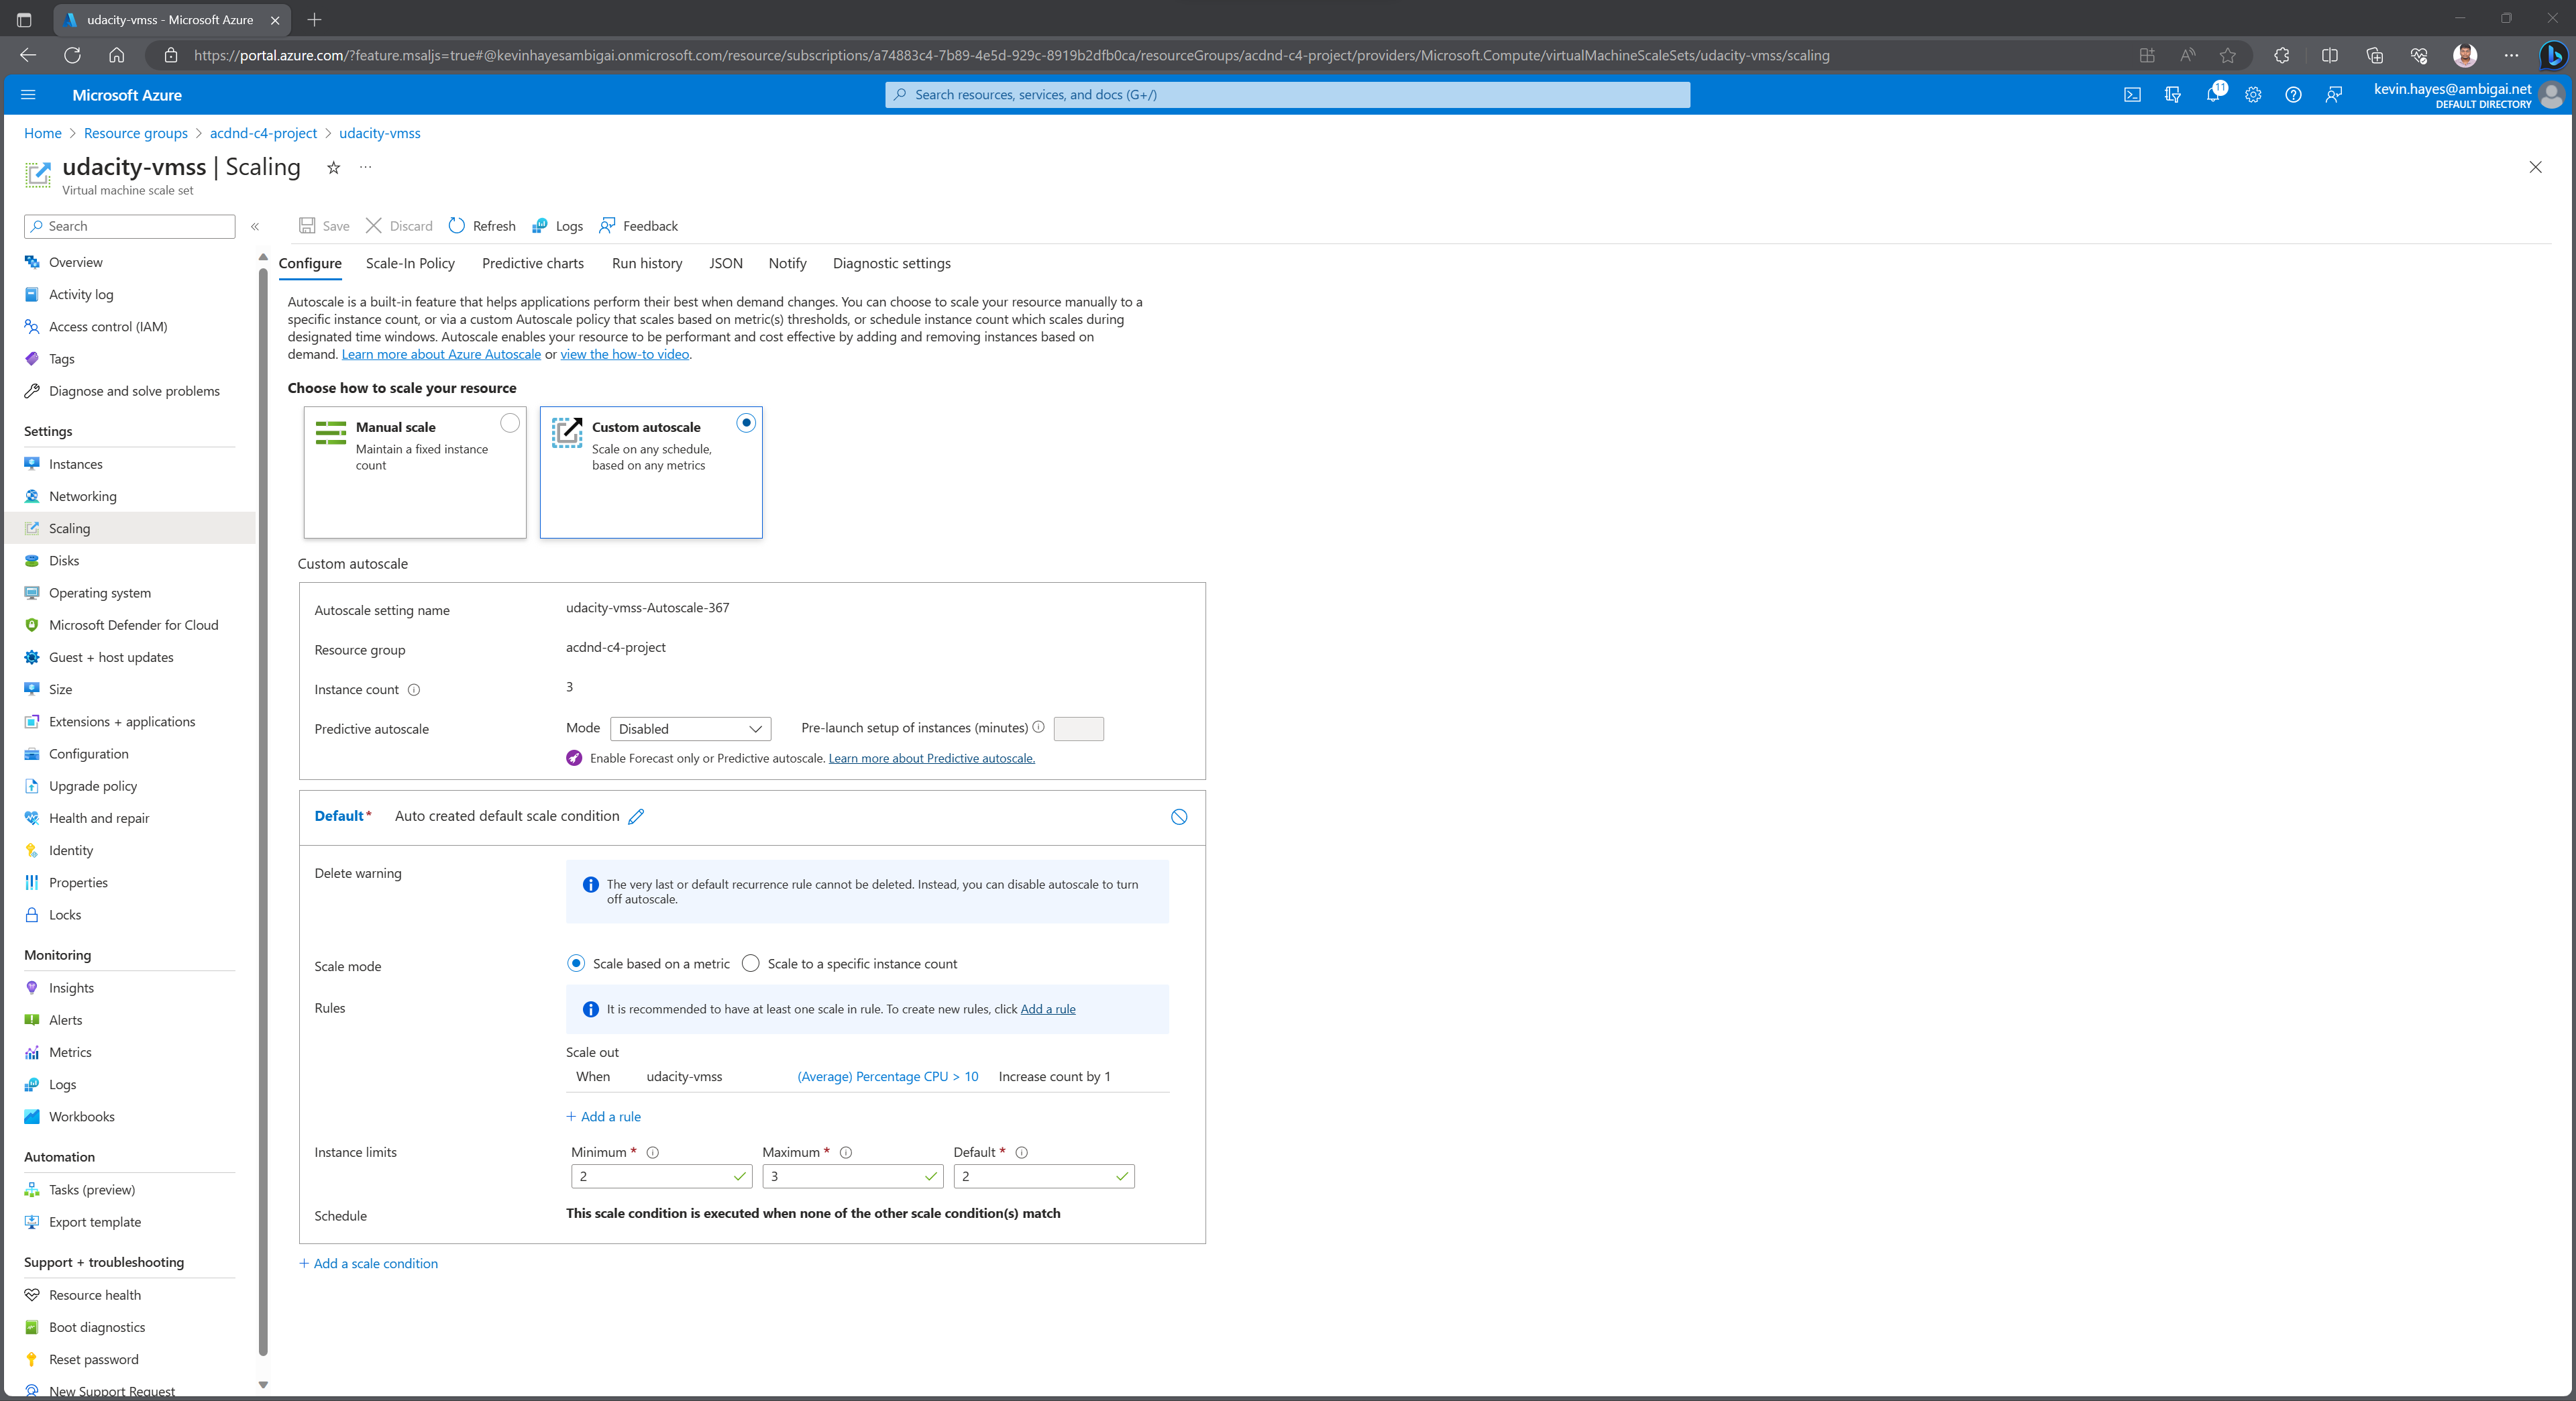 udacity-vmss - Microsoft Azure
https://portal.azure.com/?feature.msaljs=true#@kevinhayesambigai.onmicrosoft.com/resource/subscriptions/a74883c4-7b89-4e5d-929c-8919b2dfb0ca/resourceGroups/acdnd-c4-project/providers/Microsoft.Compute/virtualMachineScaleSets/udacity-vmss/scaling
Microsoft Azure
Search resources, services, and docs (G+/)
11
kevin.hayes@ambigai.net
DEFAULT DIRECTORY
Home > Resource groups > acdnd-c4-project > udacity-vmss
udacity-vmss | Scaling
Virtual machine scale set
Search
Save Discard Refresh Logs Feedback
Overview
Activity log
Access control (IAM)
Tags
Diagnose and solve problems
Settings
Instances
Networking
Scaling
Disks
Operating system
Microsoft Defender for Cloud
Guest + host updates
Size
Extensions + applications
Configuration
Upgrade policy
Health and repair
Identity
Properties
Locks
Monitoring
Insights
Alerts
Metrics
Logs
Workbooks
Automation
Tasks (preview)
Export template
Support + troubleshooting
Resource health
Boot diagnostics
Reset password
New Support Request
Configure Scale-In Policy Predictive charts Run history JSON Notify Diagnostic settings
Autoscale is a built-in feature that helps applications perform their best when demand changes. You can choose to scale your resource manually to a
specific instance count, or via a custom Autoscale policy that scales based on metric(s) thresholds, or schedule instance count which scales during
designated time windows. Autoscale enables your resource to be performant and cost effective by adding and removing instances based on
demand. Learn more about Azure Autoscale or view the how-to video.
Choose how to scale your resource
Manual scale
Maintain a fixed instance
count
Custom autoscale
Scale on any schedule,
based on any metrics
Custom autoscale
Autoscale setting name udacity-vmss-Autoscale-367
Resource group acdnd-c4-project
Instance count 3
Predictive autoscale Mode Disabled Pre-launch setup of instances (minutes)
Enable Forecast only or Predictive autoscale. Learn more about Predictive autoscale.
Default* Auto created default scale condition
Delete warning
The very last or default recurrence rule cannot be deleted. Instead, you can disable autoscale to turn
off autoscale.
Scale mode Scale based on a metric Scale to a specific instance count
Rules It is recommended to have at least one scale in rule. To create new rules, click Add a rule
Scale out
When udacity-vmss (Average) Percentage CPU > 10 Increase count by 1
+ Add a rule
Instance limits Minimum * Maximum * Default *
2 3 2
Schedule This scale condition is executed when none of the other scale condition(s) match
+ Add a scale condition